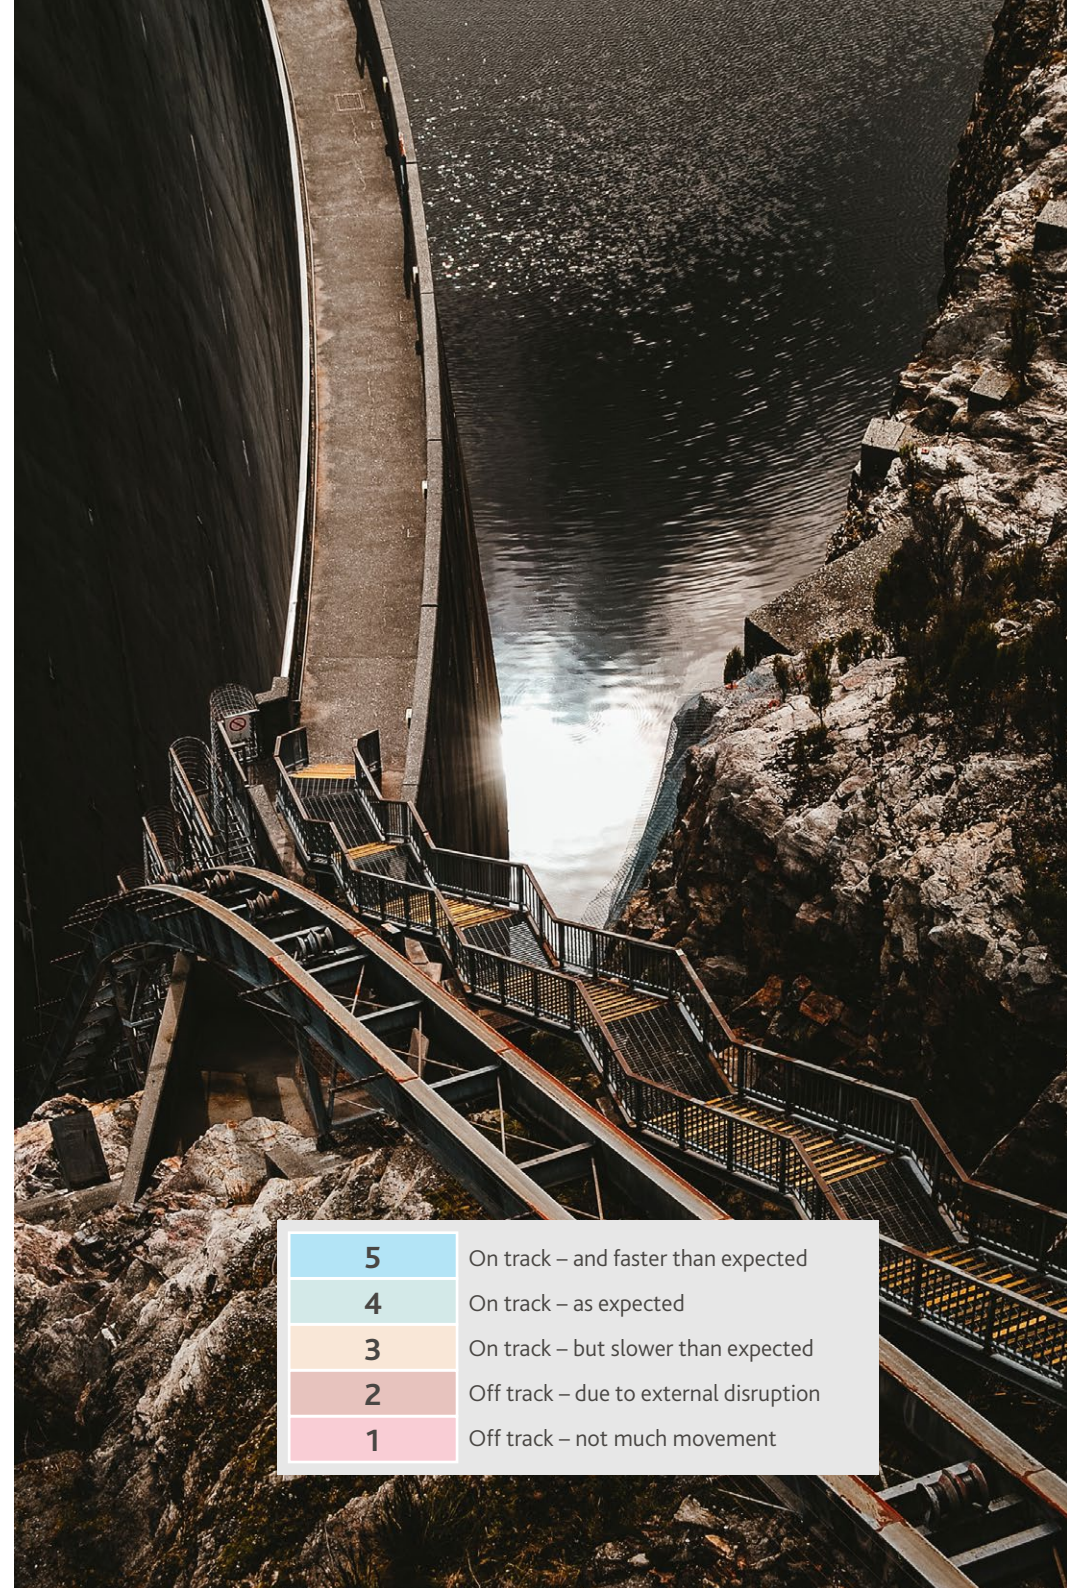 5 On track – and faster than expected
4 On track – as expected
3 On track – but slower than expected
2 Off track – due to external disruption
1 Off track – not much movement